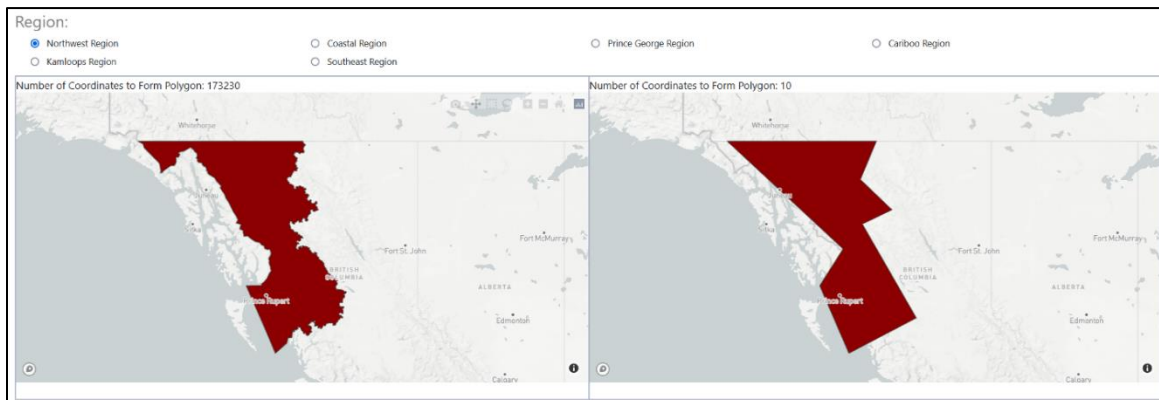 Region:
Northwest Region
Coastal Region
Prince George Region
Cariboo Region
Kamloops Region
Southeast Region
Number of Coordinates to Form Polygon: 173230
Whitehorse
Fort McMurray
Fort St. John
BRITISH
COLUMBIA
ALBERTA
Prince Rupert
Edmonton
Calgary
Number of Coordinates to Form Polygon: 10
Whitehorse
Fort McMurray
Fort St. John
BRITISH
COLUMBIA
ALBERTA
Prince Rupert
Edmonton
Calgary